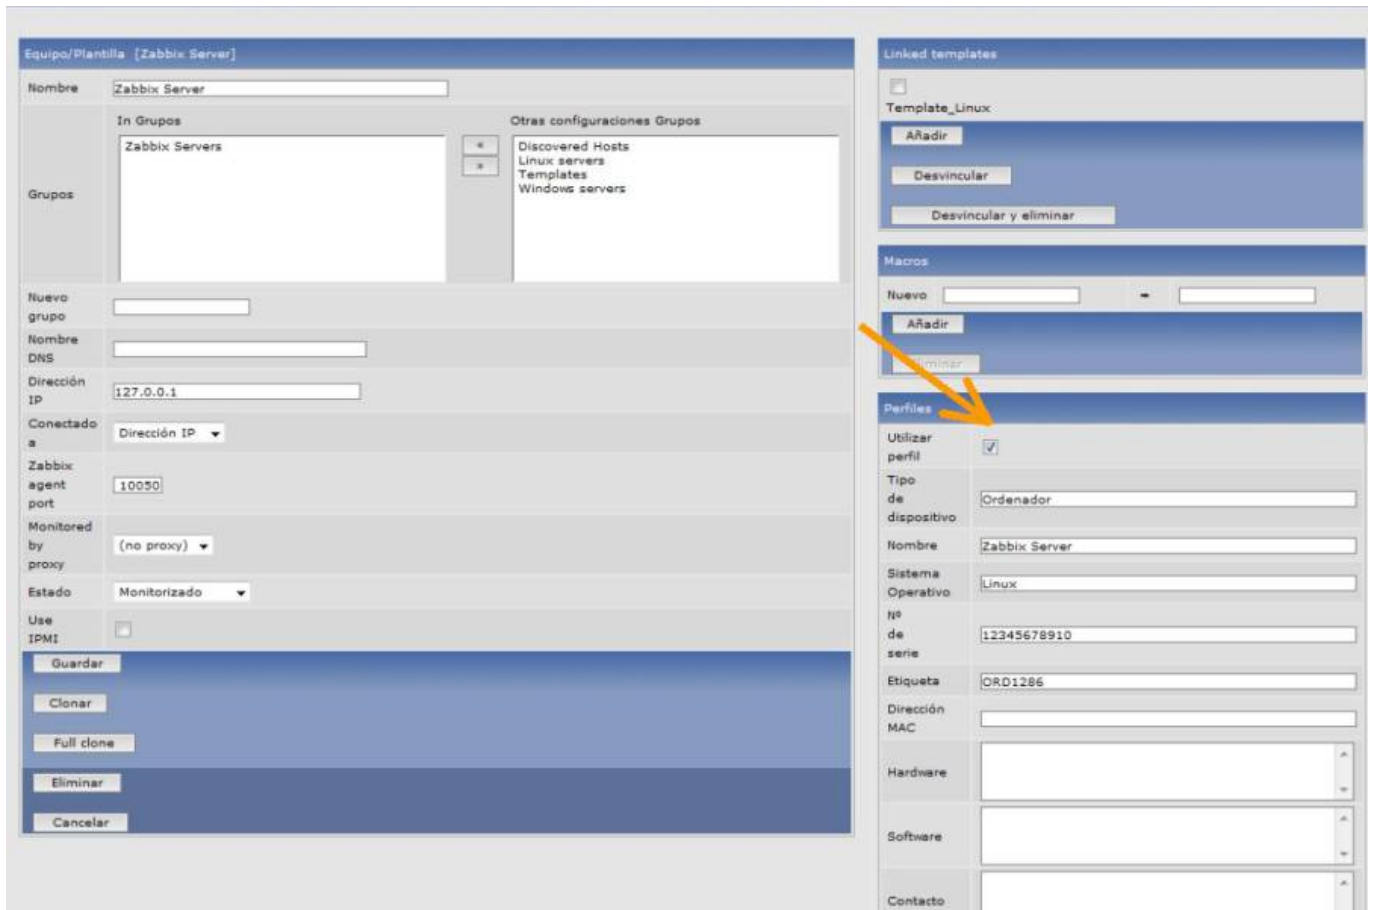 Equipo/Plantilla [Zabbix Server]
Nombre
Zabbix Server
In Grupos
Otras configuraciones Grupos
Grupos
Zabbix Servers
«
»
Discovered Hosts
Linux servers
Templates
Windows servers
Nuevo
grupo
Nombre
DNS
Dirección
IP
127.0.0.1
Conectado
a
Dirección IP
Zabbix
agent
port
10050
Monitored
by
proxy
(no proxy)
Estado
Monitorizado
Use
IPMI
Guardar
Clonar
Full clone
Eliminar
Cancelar
Linked templates
Template_Linux
Añadir
Desvincular
Desvincular y eliminar
Macros
Nuevo
Añadir
Eliminar
Perfiles
Utilizar
perfil
Tipo
de
dispositivo
Ordenador
Nombre
Zabbix Server
Sistema
Operativo
Linux
Nº
de
serie
12345678910
Etiqueta
ORD1286
Dirección
MAC
Hardware
Software
Contacto